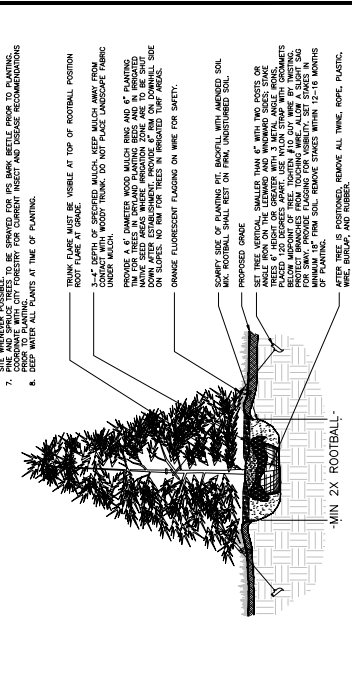 SITE WHENEVER POSSIBLE.
7. PINE AND SPRUCE TREES TO BE SPRAYED FOR IPS BARK BEETLE PRIOR TO PLANTING.
COORDINATE WITH CITY FORESTRY FOR CURRENT INSECT AND DISEASE RECOMMENDATIONS
PRIOR TO PLANTING.
8. DEEP WATER ALL PLANTS AT TIME OF PLANTING.
TRUNK FLARE MUST BE VISIBLE AT TOP OF ROOTBALL POSITION
ROOT FLARE AT GRADE.
3-4" DEPTH OF SPECIFIED MULCH. KEEP MULCH AWAY FROM
CONTACT WITH WOODY TRUNK. DO NOT PLACE LANDSCAPE FABRIC
UNDER MULCH.
PROVIDE A 6' DIAMETER WOOD MULCH RING AND 6" PLANTING
RIM FOR TREES IN DRYLAND PLANTING BEDS AND IN IRRIGATED
NATIVE SEED AREAS WHERE IRRIGATION ZONE ARE TO BE SHUT
DOWN AFTER ESTABLISHMENT. PROVIDE 6" RIM ON DOWNHILL SIDE
ON SLOPES. NO RIM FOR TREES IN IRRIGATED TURF AREAS.
ORANGE FLUORESCENT FLAGGING ON WIRE FOR SAFETY.
SCARIFY SIDE OF PLANTING PIT. BACKFILL WITH AMENDED SOIL
MIX. ROOTBALL SHALL REST ON FIRM, UNDISTURBED SOIL.
PROPOSED GRADE
SET TREE VERTICAL. SMALLER THAN 6' WITH TWO POSTS OR
ANGLE IRON ON THE LEEWARD AND WINDWARD SIDES. STAKE
TREES 6' HEIGHT OR GREATER WITH 3 METAL ANGLE IRONS,
PLACED 120 DEGREES APART. USE NYLON STRAP WITH GROMMETS
BELOW MIDPOINT OF TREE. TIGHTEN #10 GUY WIRE BY TWISTING.
PROTECT BRANCHES FROM TOUCHING WIRE. ALLOW A SLIGHT SAG
FOR SWAY. PROVIDE FLAGGING FOR VISIBILITY. SET STAKES IN
MINIMUM 18" FIRM SOIL. REMOVE STAKES WITHIN 12-16 MONTHS
OF PLANTING.
AFTER TREE IS POSITIONED, REMOVE ALL TWINE, ROPE, PLASTIC,
WIRE, BURLAP, AND RUBBER.
MIN 2X ROOTBALL